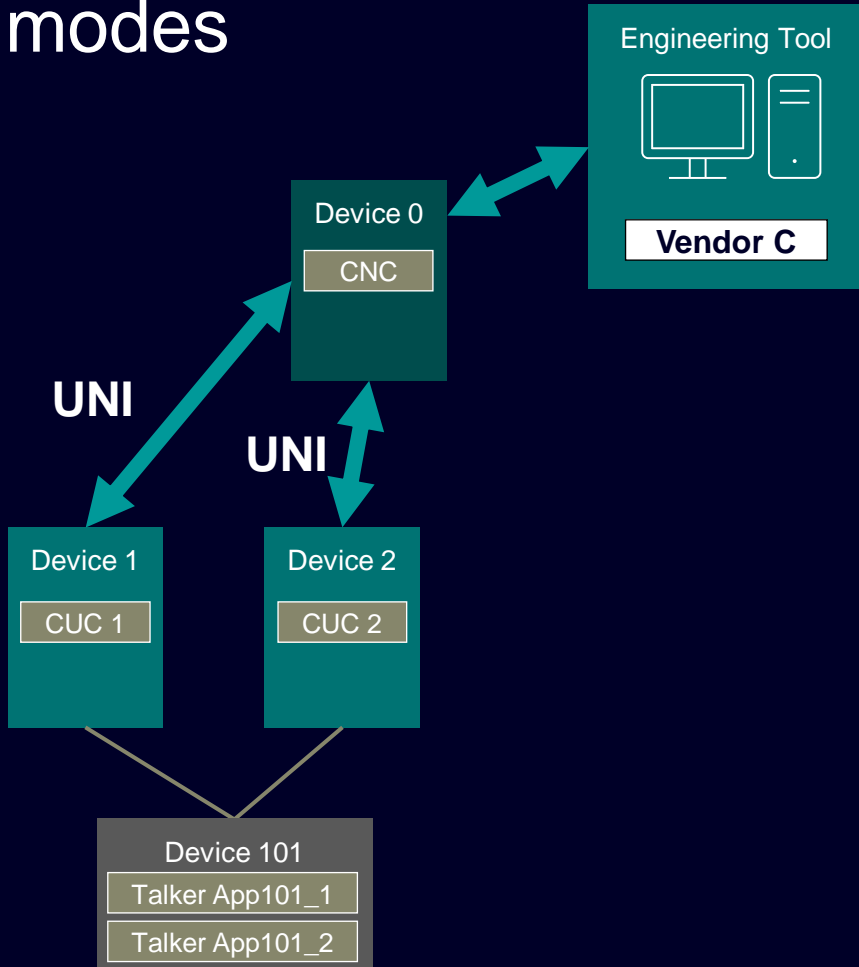 modes
Engineering Tool
Vendor C
Device 0
CNC
UNI
UNI
Device 1
CUC 1
Device 2
CUC 2
Device 101
Talker App101_1
Talker App101_2